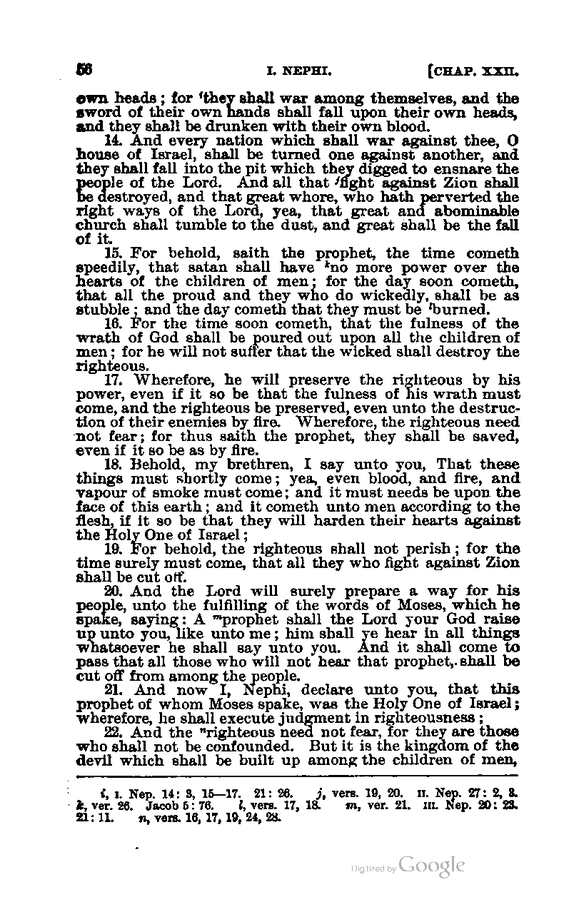 56 I. NEPHI. [CHAP. XXII.
own heads; for ⁱthey shall war among themselves, and the
sword of their own hands shall fall upon their own heads,
and they shall be drunken with their own blood.
14. And every nation which shall war against thee, O
house of Israel, shall be turned one against another, and
they shall fall into the pit which they digged to ensnare the
people of the Lord. And all that ʲfight against Zion shall
be destroyed, and that great whore, who hath perverted the
right ways of the Lord, yea, that great and abominable
church shall tumble to the dust, and great shall be the fall
of it.
15. For behold, saith the prophet, the time cometh
speedily, that satan shall have ᵏno more power over the
hearts of the children of men; for the day soon cometh,
that all the proud and they who do wickedly, shall be as
stubble; and the day cometh that they must be ˡburned.
16. For the time soon cometh, that the fulness of the
wrath of God shall be poured out upon all the children of
men; for he will not suffer that the wicked shall destroy the
righteous.
17. Wherefore, he will preserve the righteous by his
power, even if it so be that the fulness of his wrath must
come, and the righteous be preserved, even unto the destruc-
tion of their enemies by fire. Wherefore, the righteous need
not fear; for thus saith the prophet, they shall be saved,
even if it so be as by fire.
18. Behold, my brethren, I say unto you, That these
things must shortly come; yea, even blood, and fire, and
vapour of smoke must come; and it must needs be upon the
face of this earth; and it cometh unto men according to the
flesh, if it so be that they will harden their hearts against
the Holy One of Israel;
19. For behold, the righteous shall not perish; for the
time surely must come, that all they who fight against Zion
shall be cut off.
20. And the Lord will surely prepare a way for his
people, unto the fulfilling of the words of Moses, which he
spake, saying: A ᵐprophet shall the Lord your God raise
up unto you, like unto me; him shall ye hear in all things
whatsoever he shall say unto you. And it shall come to
pass that all those who will not hear that prophet, shall be
cut off from among the people.
21. And now I, Nephi, declare unto you, that this
prophet of whom Moses spake, was the Holy One of Israel;
wherefore, he shall execute judgment in righteousness;
22. And the ⁿrighteous need not fear, for they are those
who shall not be confounded. But it is the kingdom of the
devil which shall be built up among the children of men,
i, I. Nep. 14: 3, 15—17. 21: 26. j, vers. 19, 20. II. Nep. 27: 2, 3.
k, ver. 26. Jacob 5: 76. l, vers. 17, 18. m, ver. 21. III. Nep. 20: 23.
21: 11. n, vers. 16, 17, 19, 24, 28.
Digitized by Google